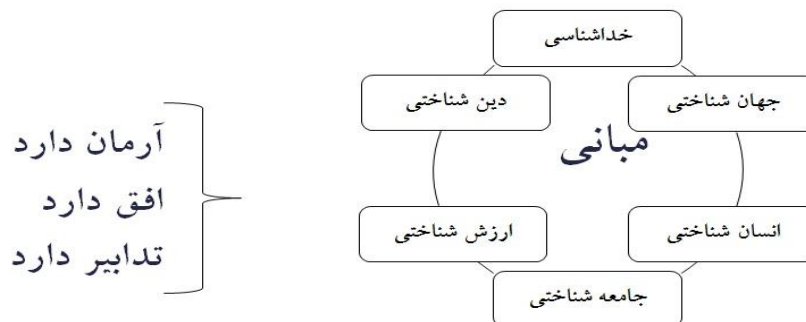 خداشناسی
جهان شناختی
دین شناختی
مبانی
انسان شناختی
ارزش شناختی
جامعه شناختی
آرمان دارد
افق دارد
تدابیر دارد